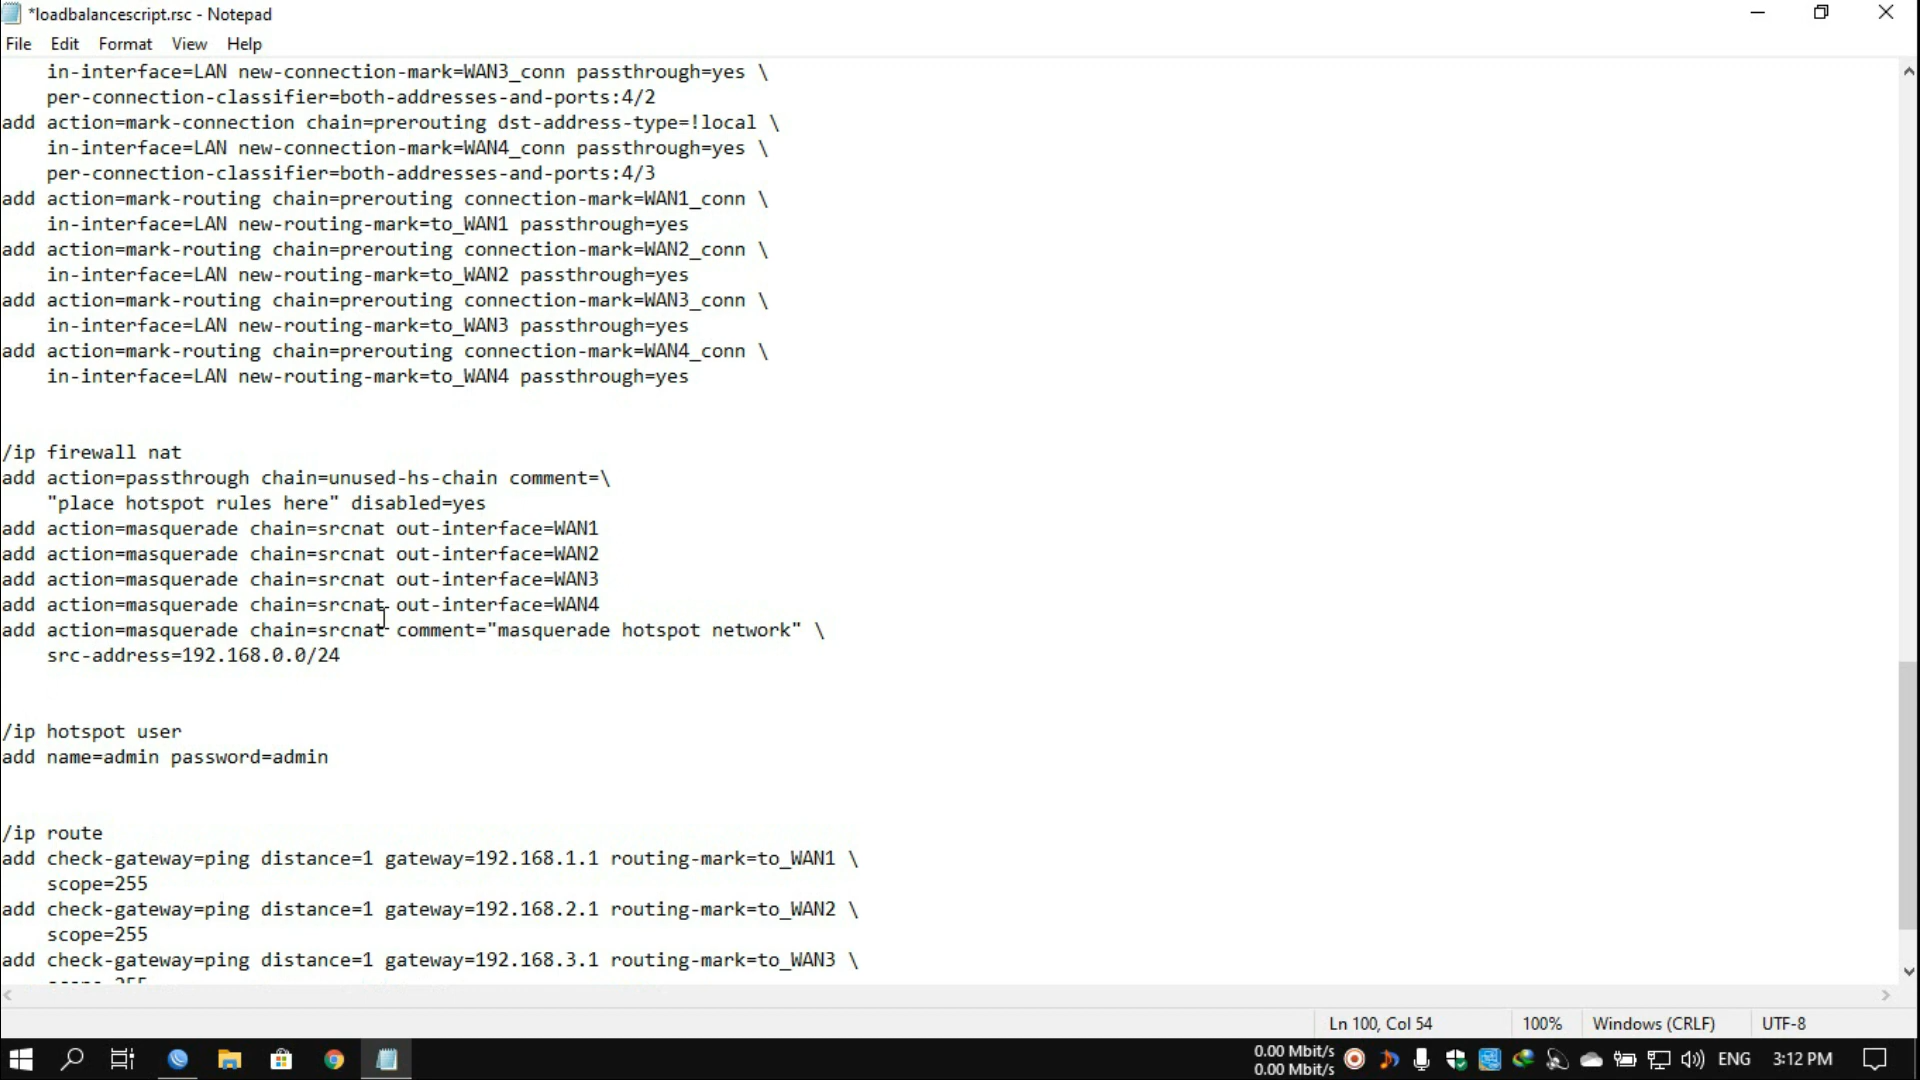 *loadbalancescript.rsc - Notepad
File Edit Format View Help
in-interface=LAN new-connection-mark=WAN3_conn passthrough=yes \
per-connection-classifier=both-addresses-and-ports:4/2
add action=mark-connection chain=prerouting dst-address-type=!local \
in-interface=LAN new-connection-mark=WAN4_conn passthrough=yes \
per-connection-classifier=both-addresses-and-ports:4/3
add action=mark-routing chain=prerouting connection-mark=WAN1_conn \
in-interface=LAN new-routing-mark=to_WAN1 passthrough=yes
add action=mark-routing chain=prerouting connection-mark=WAN2_conn \
in-interface=LAN new-routing-mark=to_WAN2 passthrough=yes
add action=mark-routing chain=prerouting connection-mark=WAN3_conn \
in-interface=LAN new-routing-mark=to_WAN3 passthrough=yes
add action=mark-routing chain=prerouting connection-mark=WAN4_conn \
in-interface=LAN new-routing-mark=to_WAN4 passthrough=yes
/ip firewall nat
add action=passthrough chain=unused-hs-chain comment=\
"place hotspot rules here" disabled=yes
add action=masquerade chain=srcnat out-interface=WAN1
add action=masquerade chain=srcnat out-interface=WAN2
add action=masquerade chain=srcnat out-interface=WAN3
add action=masquerade chain=srcnat out-interface=WAN4
add action=masquerade chain=srcnat comment="masquerade hotspot network" \
src-address=192.168.0.0/24
/ip hotspot user
add name=admin password=admin
/ip route
add check-gateway=ping distance=1 gateway=192.168.1.1 routing-mark=to_WAN1 \
scope=255
add check-gateway=ping distance=1 gateway=192.168.2.1 routing-mark=to_WAN2 \
scope=255
add check-gateway=ping distance=1 gateway=192.168.3.1 routing-mark=to_WAN3 \
Ln 100, Col 54 100% Windows (CRLF) UTF-8
0.00 Mbit/s
0.00 Mbit/s
ENG 3:12 PM